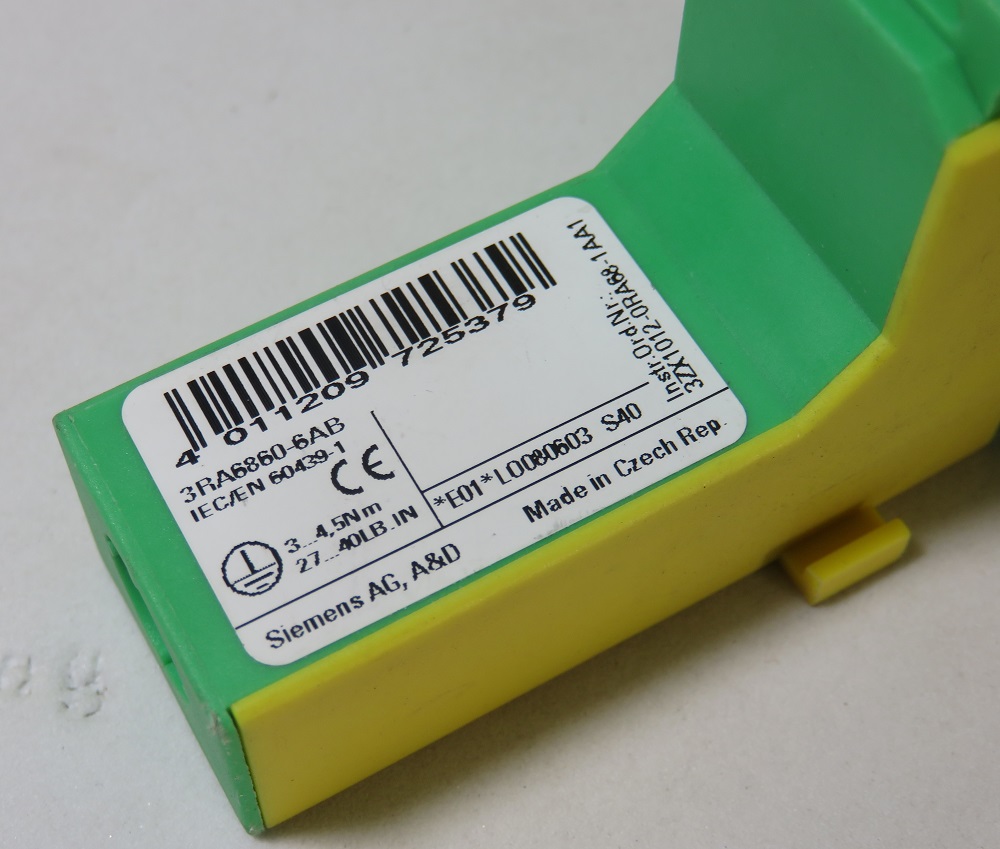 4 011209 725379
3RA6860-6AB
IEC/EN 60439-1
CE
3...4,5Nm
27...40LB.IN
Instr.Ord.Nr.:
3ZX1012-0RA68-1AA1
*E01*L0080603 S40
Siemens AG, A&D
Made in Czech Rep.